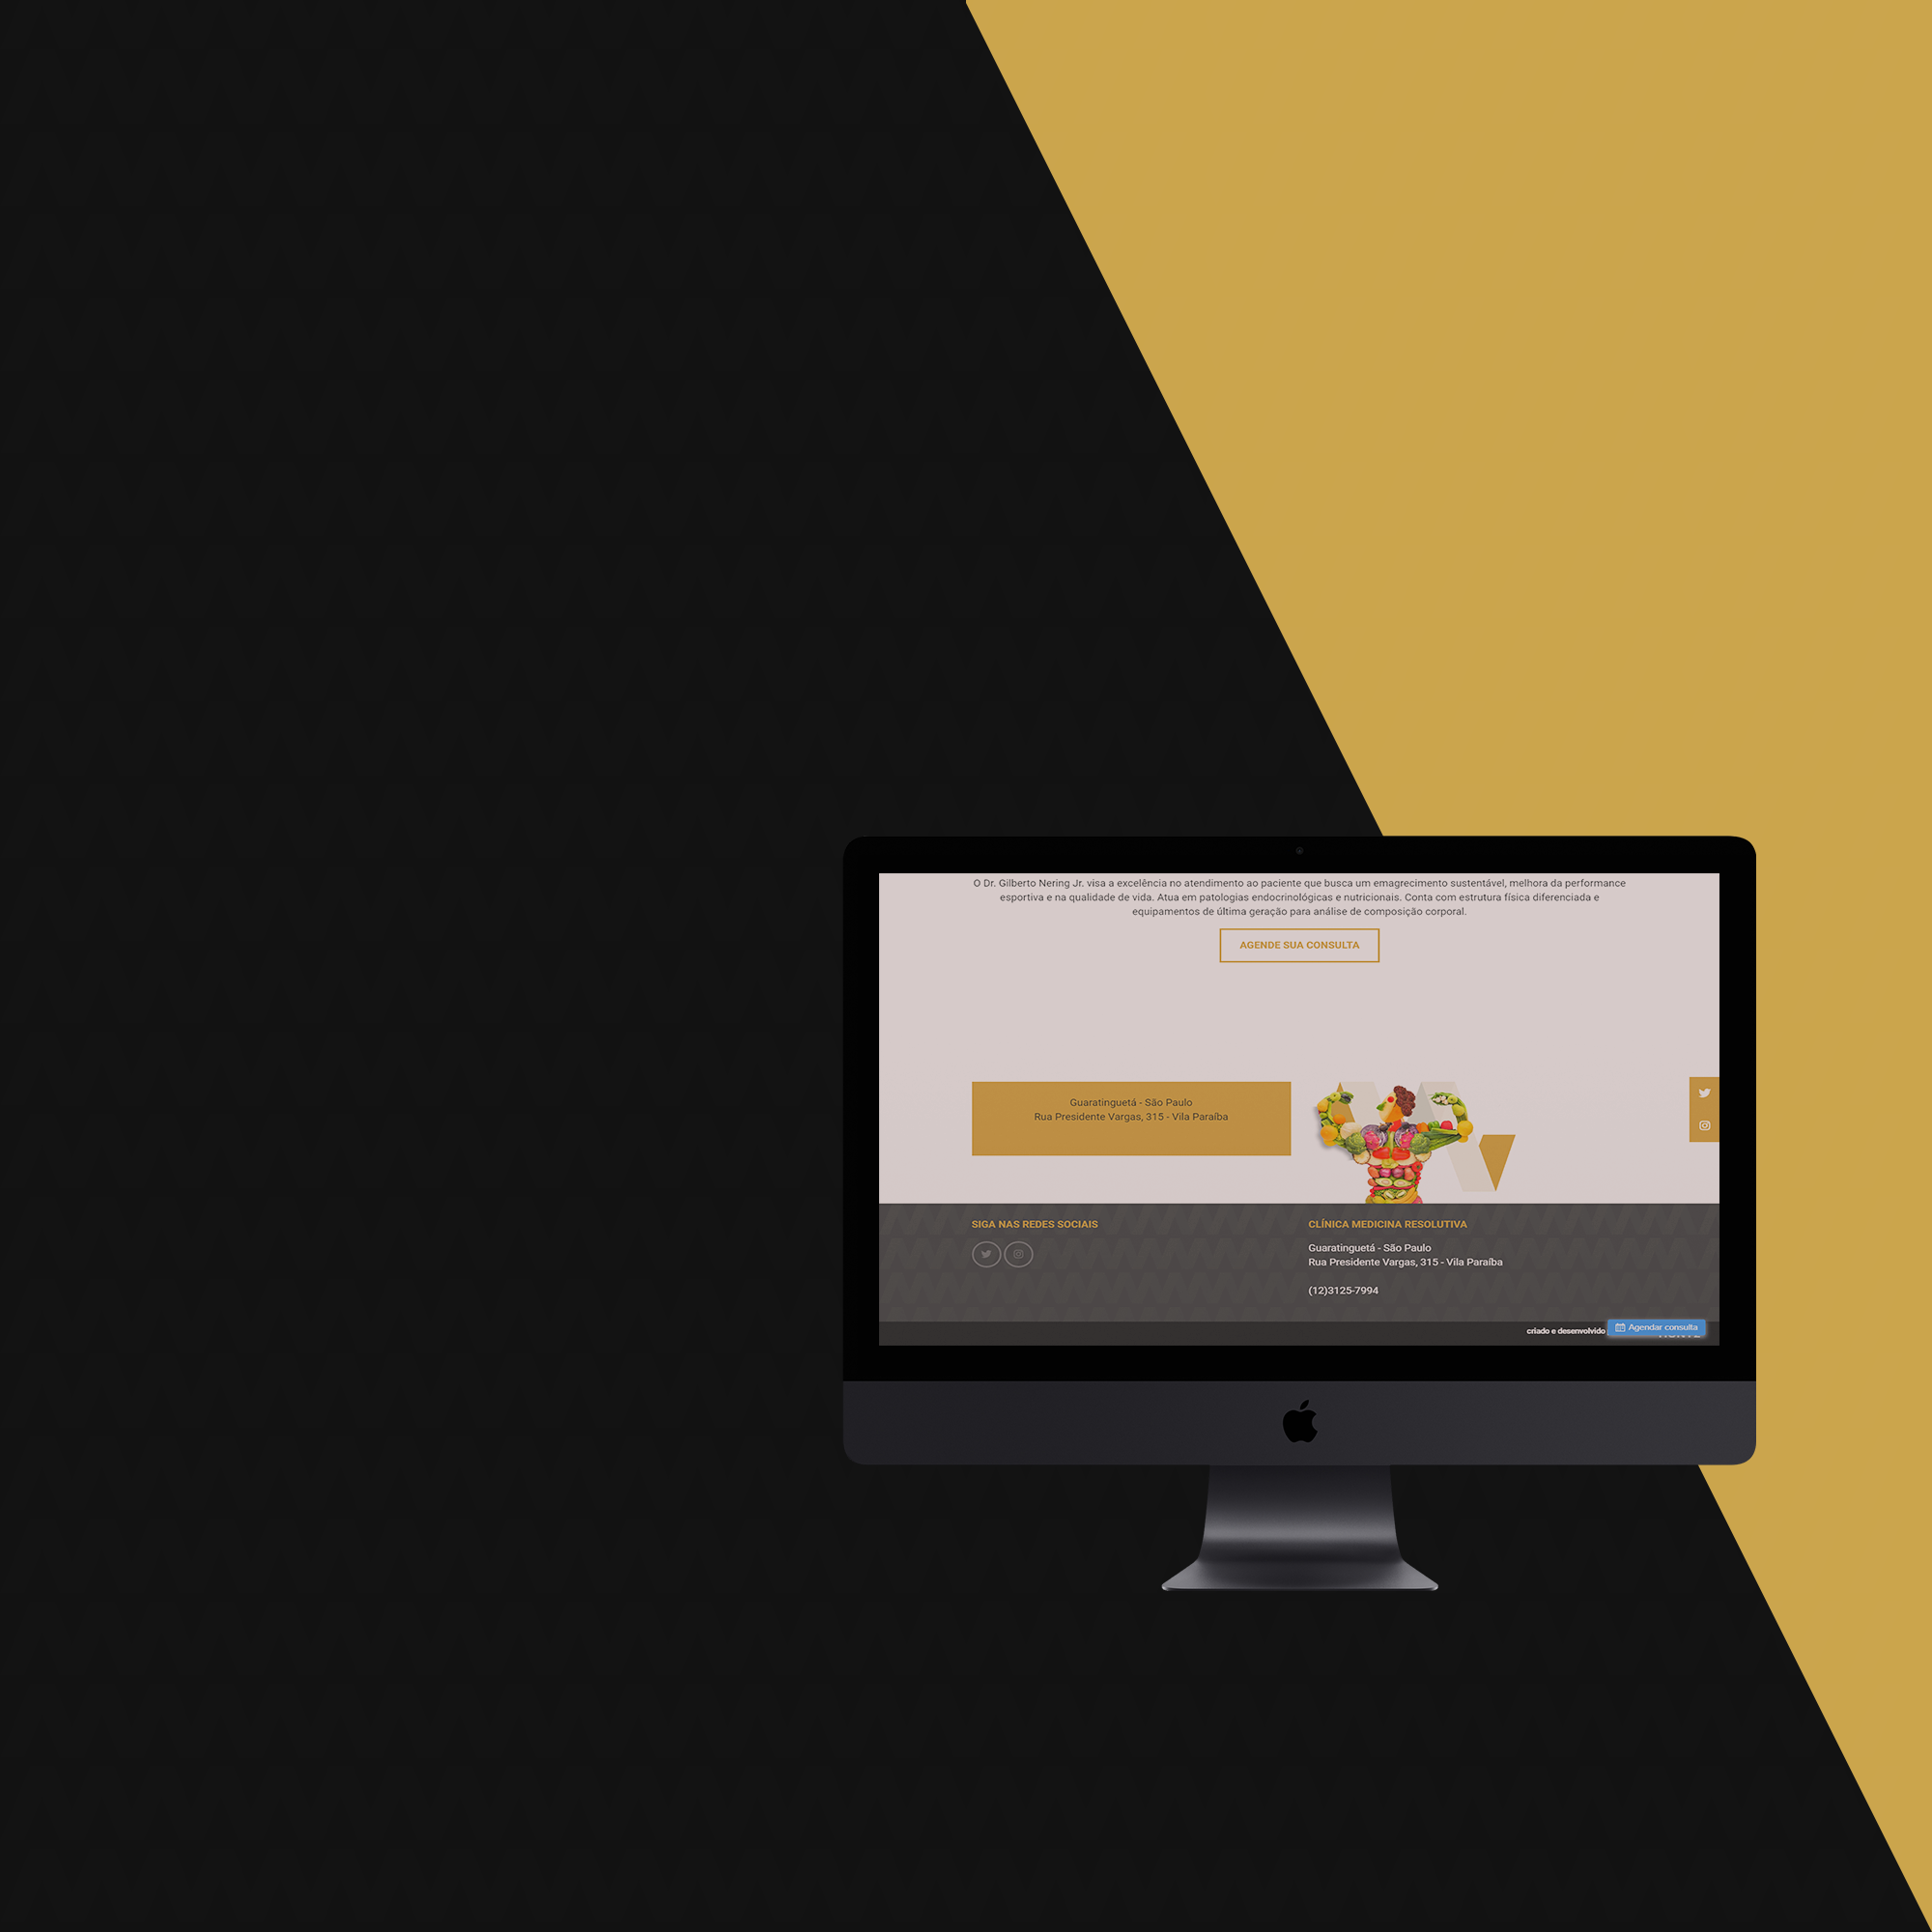 O Dr. Gilberto Nering Jr. visa a excelência no atendimento ao paciente que busca um emagrecimento sustentável, melhora da performance
esportiva e na qualidade de vida. Atua em patologias endocrinológicas e nutricionais. Conta com estrutura física diferenciada e
equipamentos de última geração para análise de composição corporal.
AGENDE SUA CONSULTA
Guaratinguetá - São Paulo
Rua Presidente Vargas, 315 - Vila Paraíba
SIGA NAS REDES SOCIAIS
CLÍNICA MEDICINA RESOLUTIVA
Guaratinguetá - São Paulo
Rua Presidente Vargas, 315 - Vila Paraíba
(12)3125-7994
criado e desenvolvido
Agendar consulta